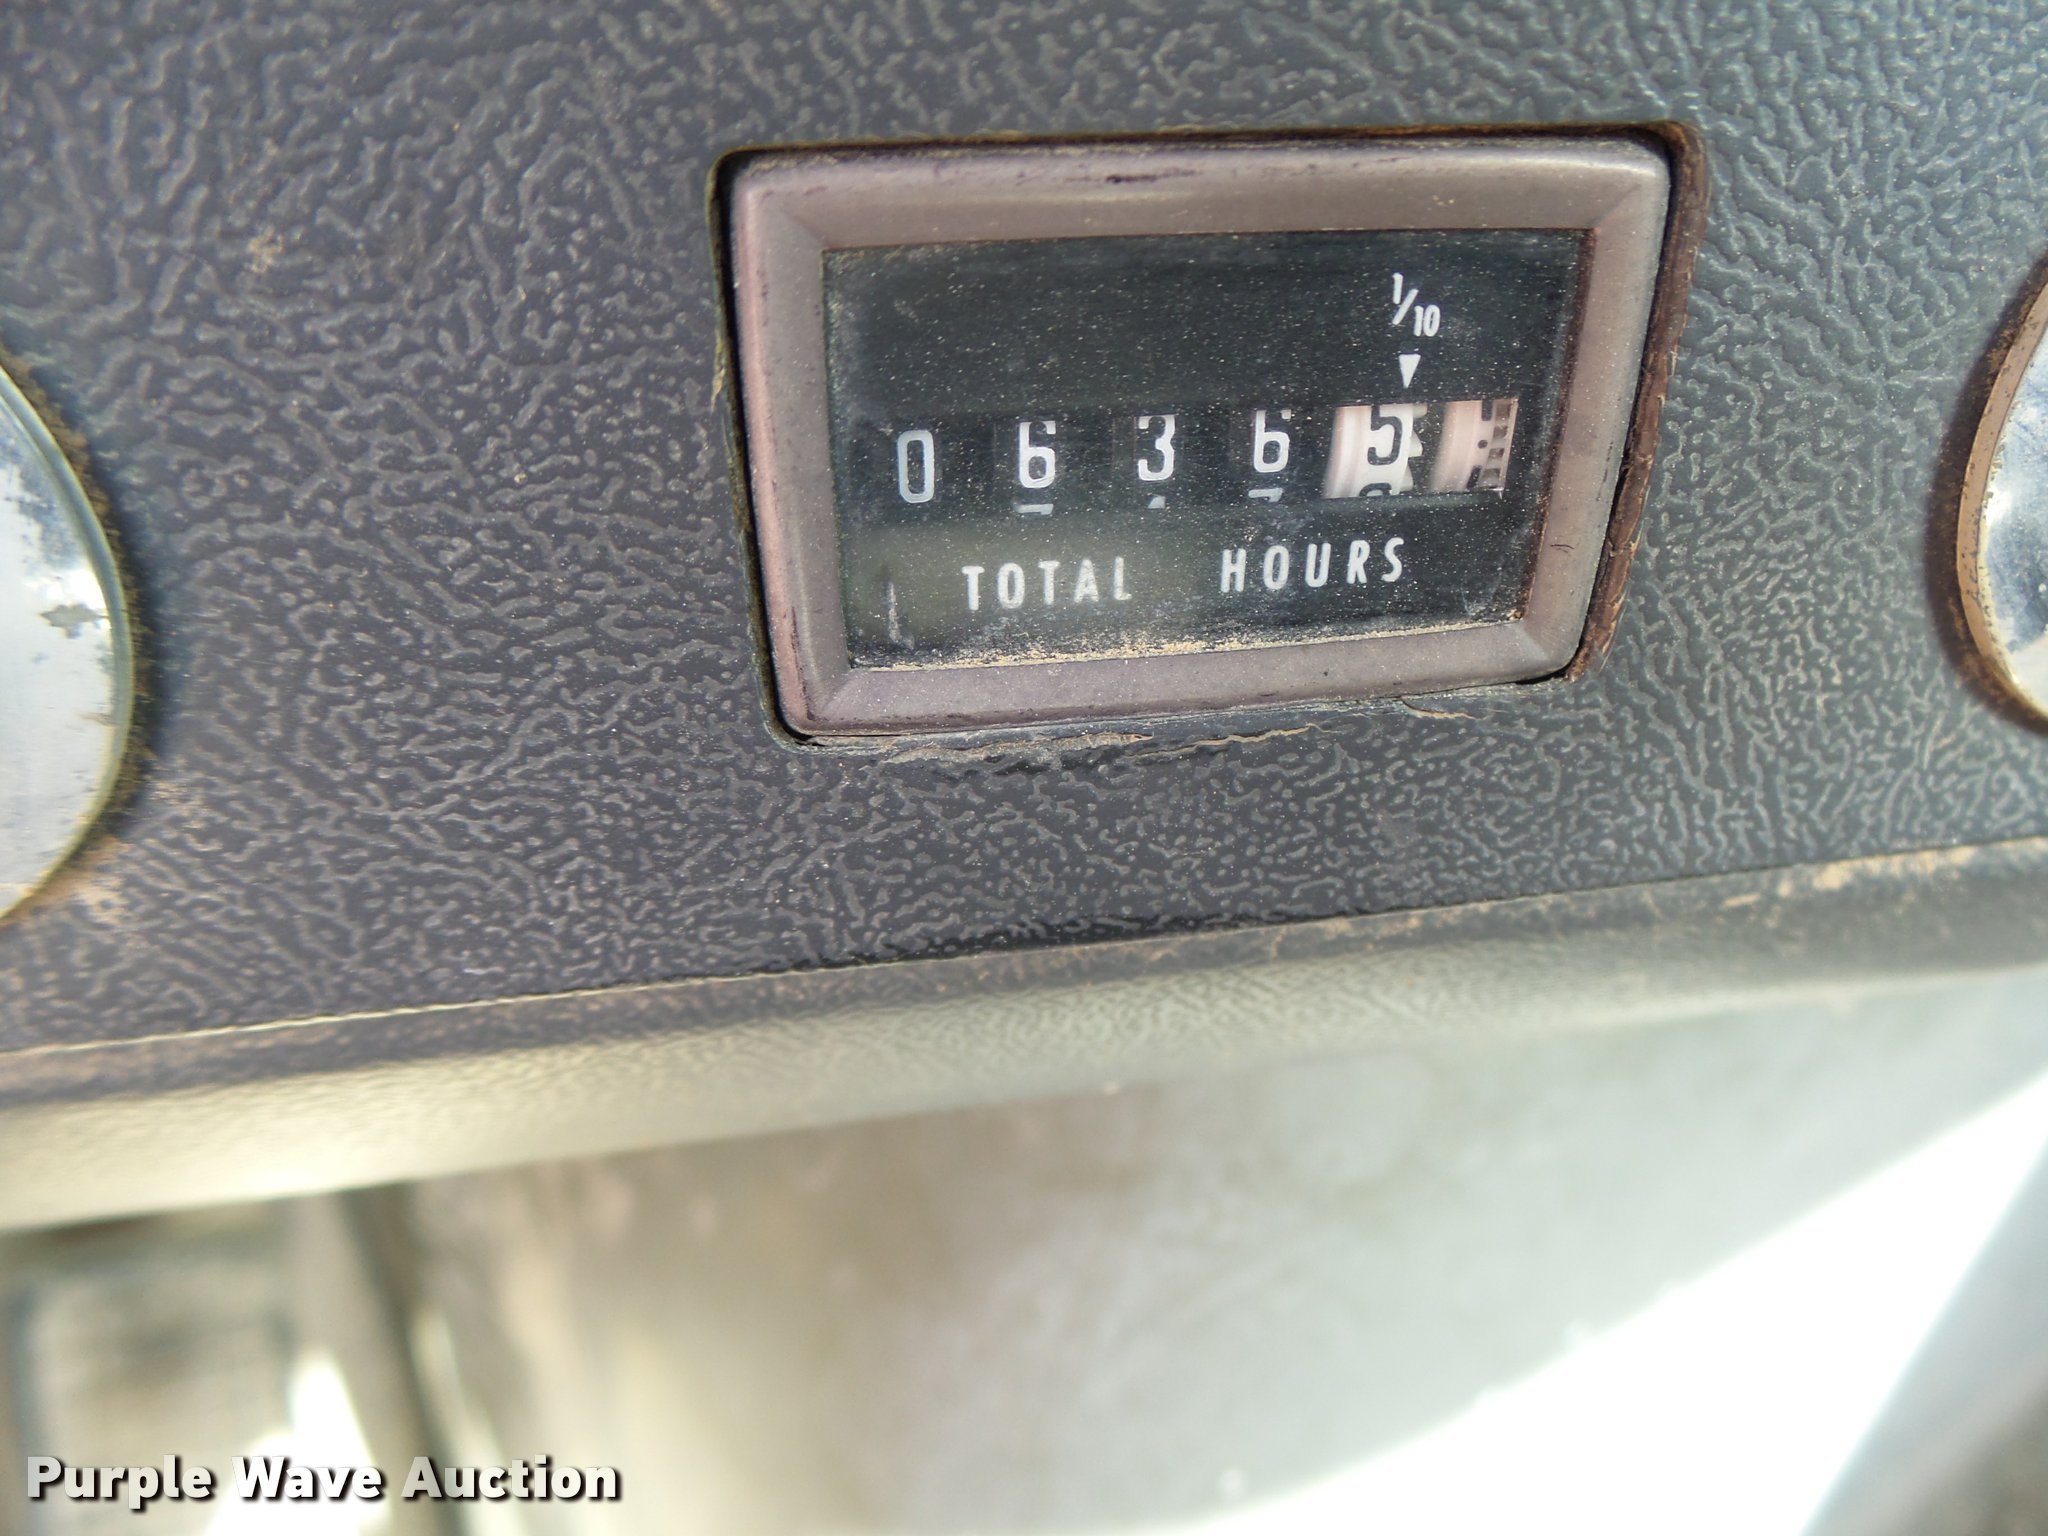 1/10
0 6 3 6 5
TOTAL HOURS
Purple Wave Auction